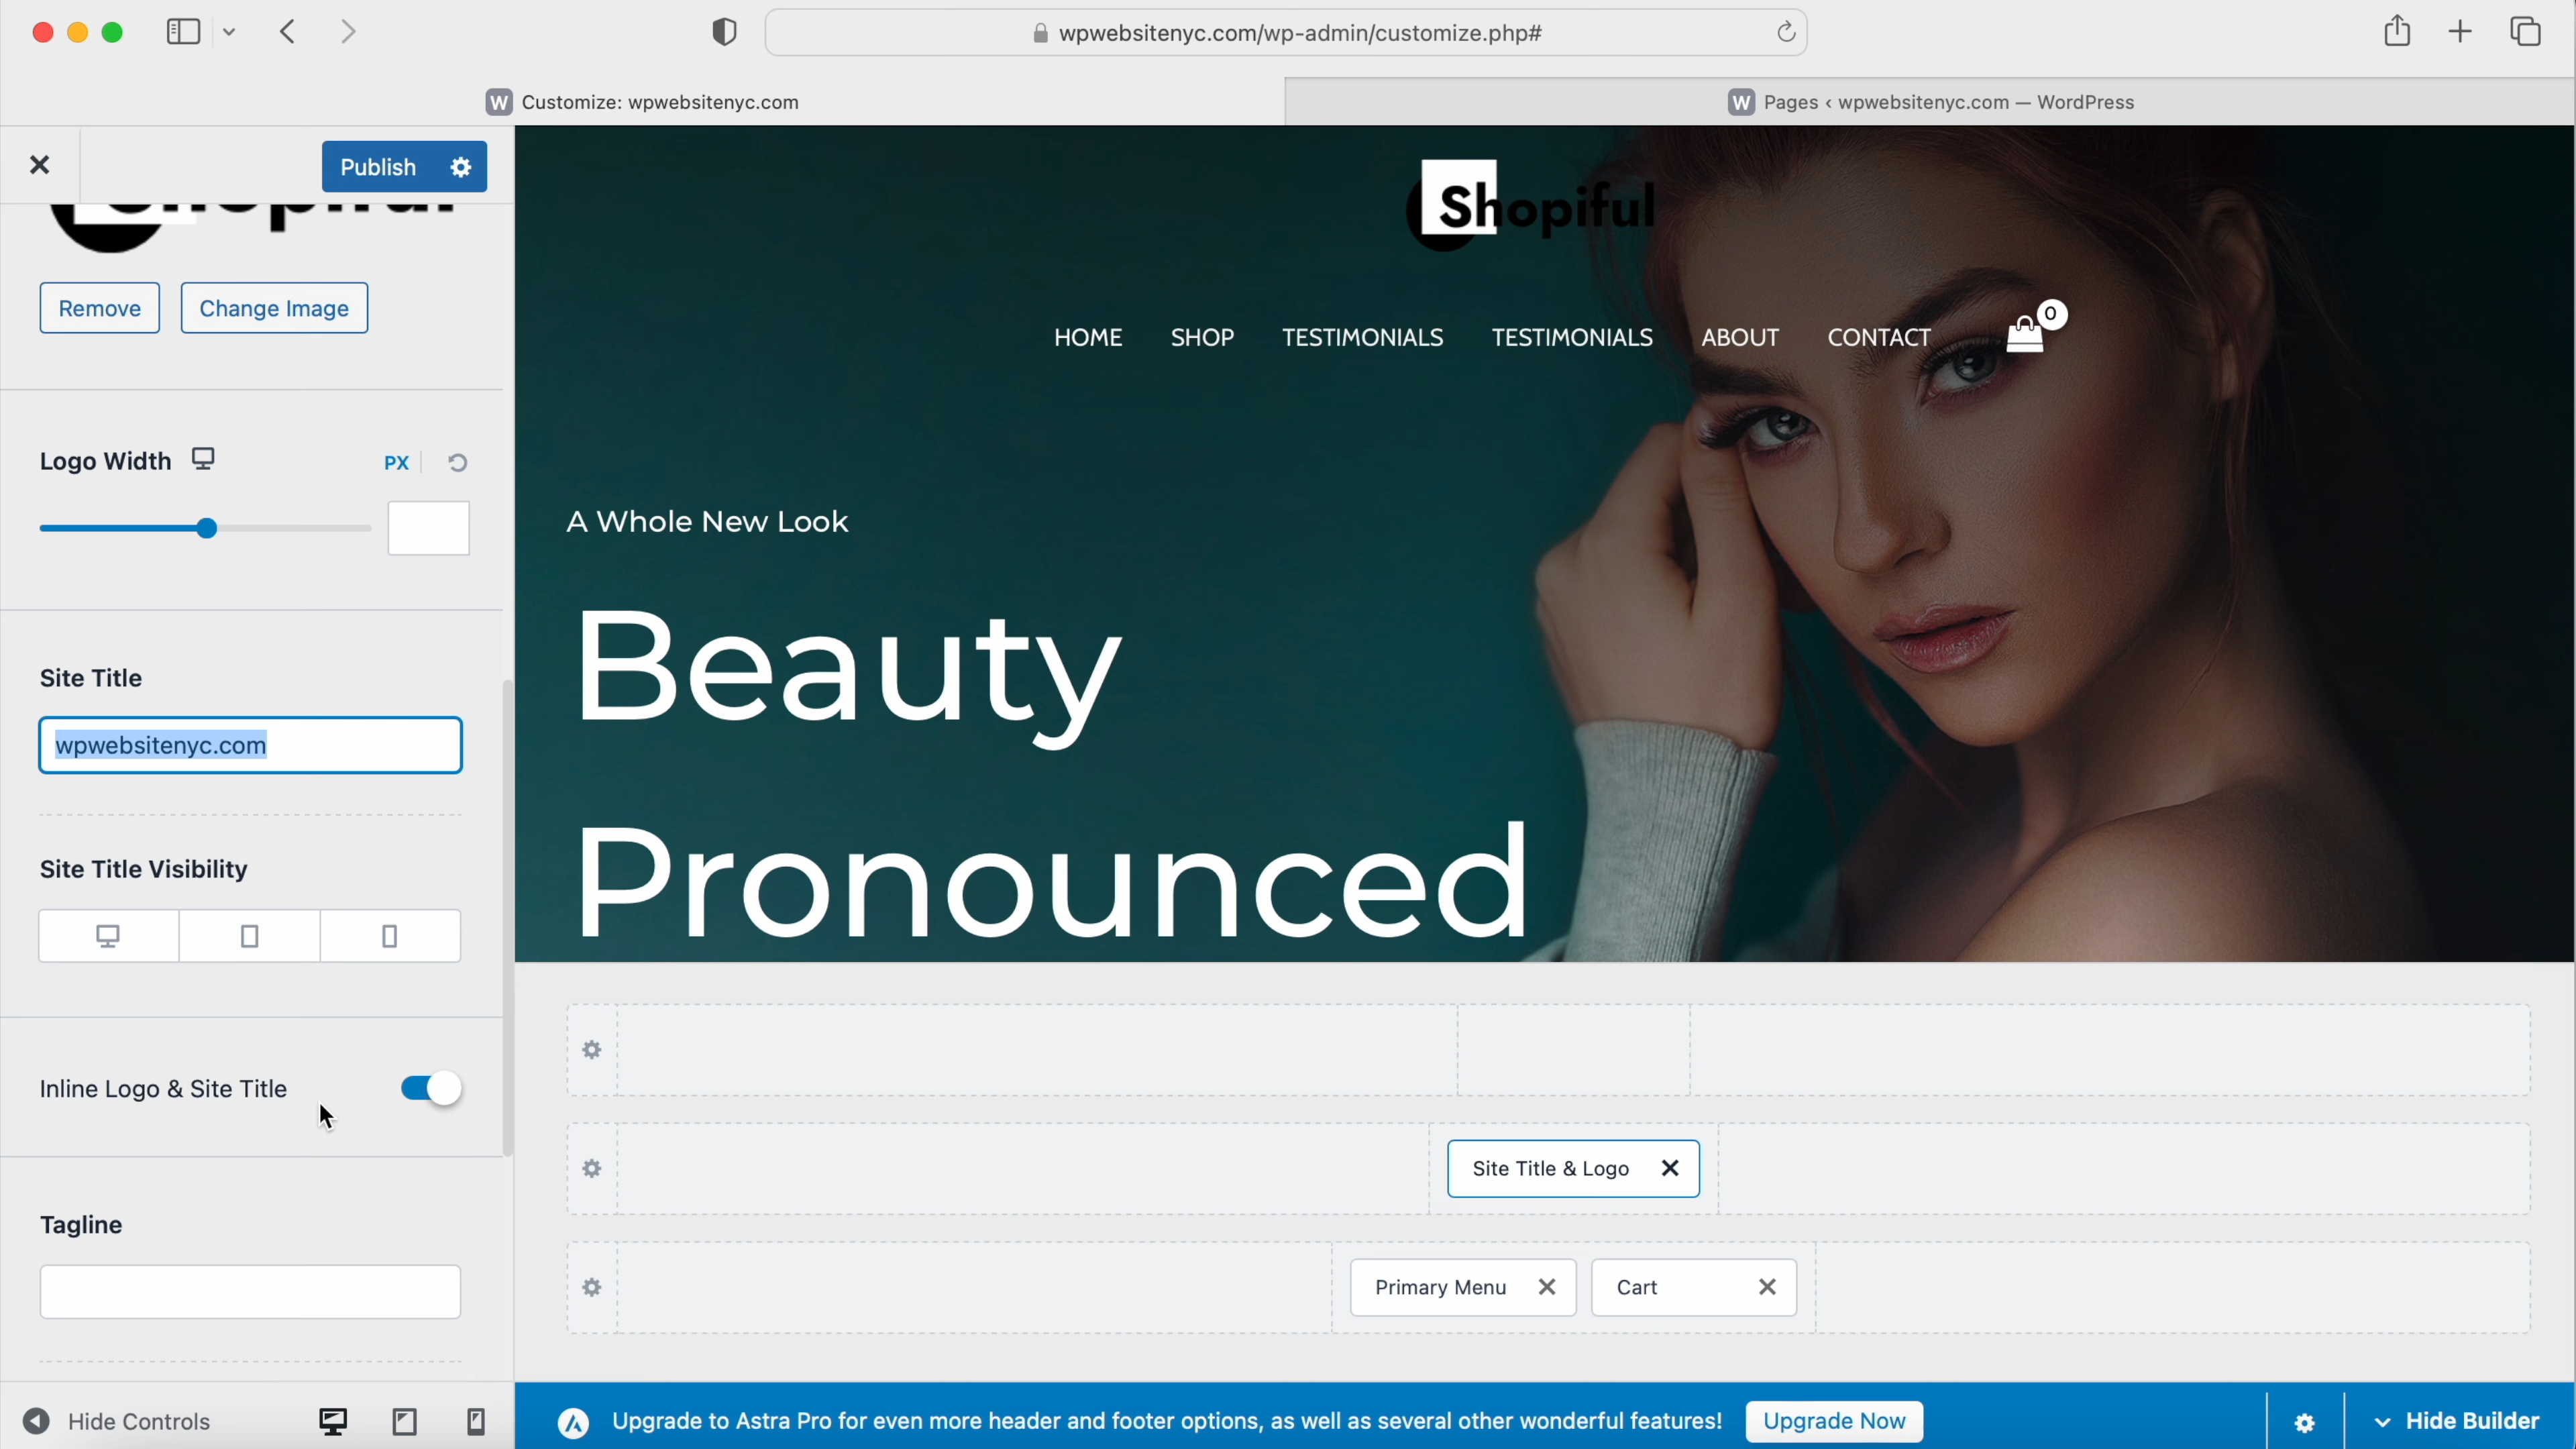 wpwebsitenyc.com/wp-admin/customize.php#
W Customize: wpwebsitenyc.com
W Pages ‹ wpwebsitenyc.com — WordPress
Publish
Shopiful
Remove
Change Image
Logo Width
PX
Site Title
wpwebsitenyc.com
Site Title Visibility
Inline Logo & Site Title
Tagline
Hide Controls
Shopiful
HOME SHOP TESTIMONIALS TESTIMONIALS ABOUT CONTACT 0
A Whole New Look
Beauty
Pronounced
Site Title & Logo
Primary Menu
Cart
Upgrade to Astra Pro for even more header and footer options, as well as several other wonderful features! Upgrade Now
Hide Builder